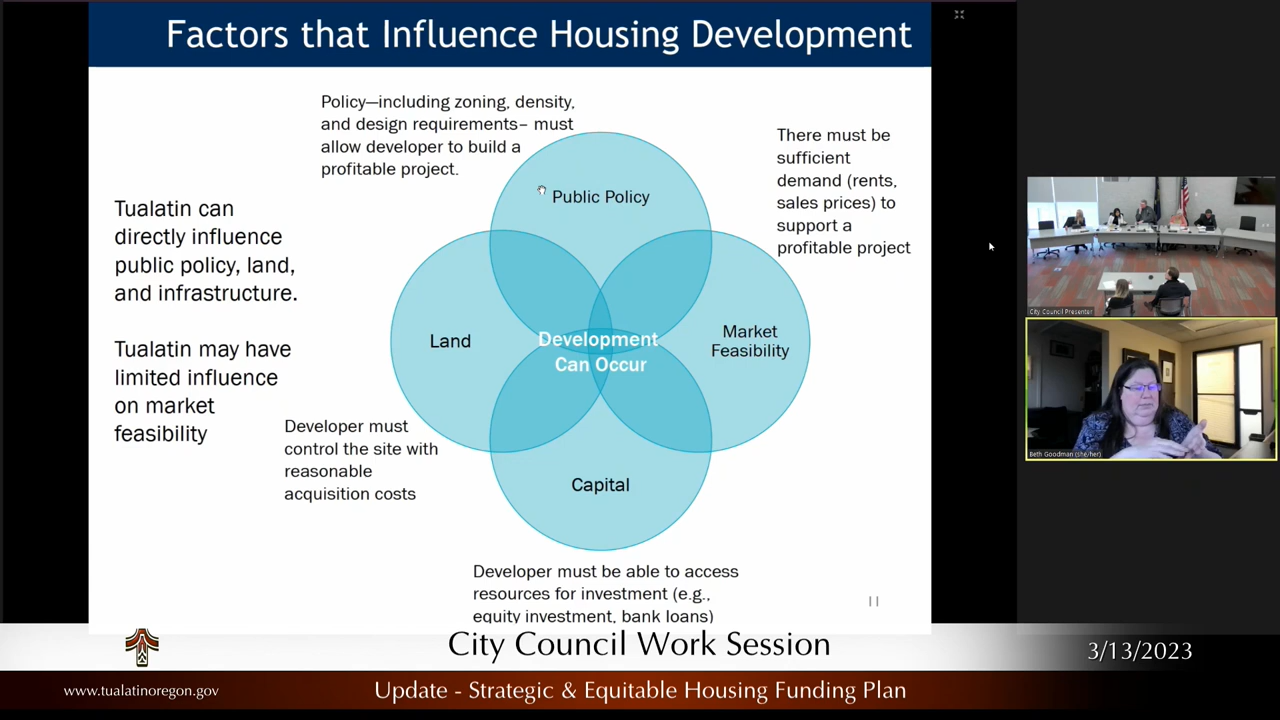 Factors that Influence Housing Development
Policy—including zoning, density,
and design requirements– must
allow developer to build a
profitable project.
There must be
sufficient
demand (rents,
sales prices) to
support a
profitable project
Tualatin can
directly influence
public policy, land,
and infrastructure.
Tualatin may have
limited influence
on market
feasibility
Public Policy
Land
Market
Feasibility
Development
Can Occur
Capital
Developer must
control the site with
reasonable
acquisition costs
Developer must be able to access
resources for investment (e.g.,
equity investment, bank loans)
11
City Council Presenter
Beth Goodman (she/her)
City Council Work Session
3/13/2023
www.tualatinoregon.gov
Update - Strategic & Equitable Housing Funding Plan